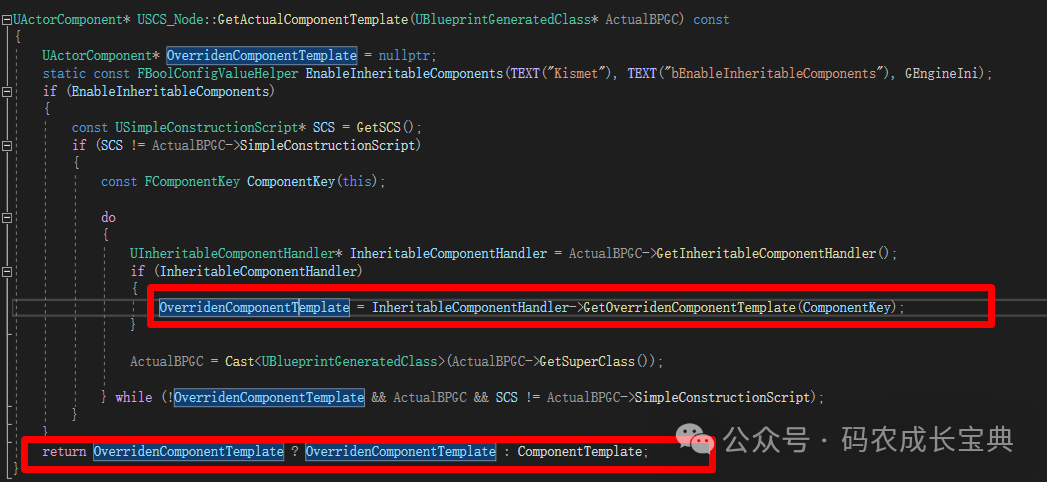 UActorComponent* USCS_Node::GetActualComponentTemplate(UBlueprintGeneratedClass* ActualBPGC) const
{
    UActorComponent* OverridenComponentTemplate = nullptr;
    static const FBoolConfigValueHelper EnableInheritableComponents(TEXT("Kismet"), TEXT("bEnableInheritableComponents"), GEngineIni);
    if (EnableInheritableComponents)
    {
        const USimpleConstructionScript* SCS = GetSCS();
        if (SCS != ActualBPGC->SimpleConstructionScript)
        {
            const FComponentKey ComponentKey(this);
            do
            {
                UInheritableComponentHandler* InheritableComponentHandler = ActualBPGC->GetInheritableComponentHandler();
                if (InheritableComponentHandler)
                {
                    OverridenComponentTemplate = InheritableComponentHandler->GetOverridenComponentTemplate(ComponentKey);
                }
                ActualBPGC = Cast<UBlueprintGeneratedClass>(ActualBPGC->GetSuperClass());
            } while (!OverridenComponentTemplate && ActualBPGC && SCS != ActualBPGC->SimpleConstructionScript);
        }
    }
    return OverridenComponentTemplate ? OverridenComponentTemplate : ComponentTemplate;
}
公众号 · 码农成长宝典